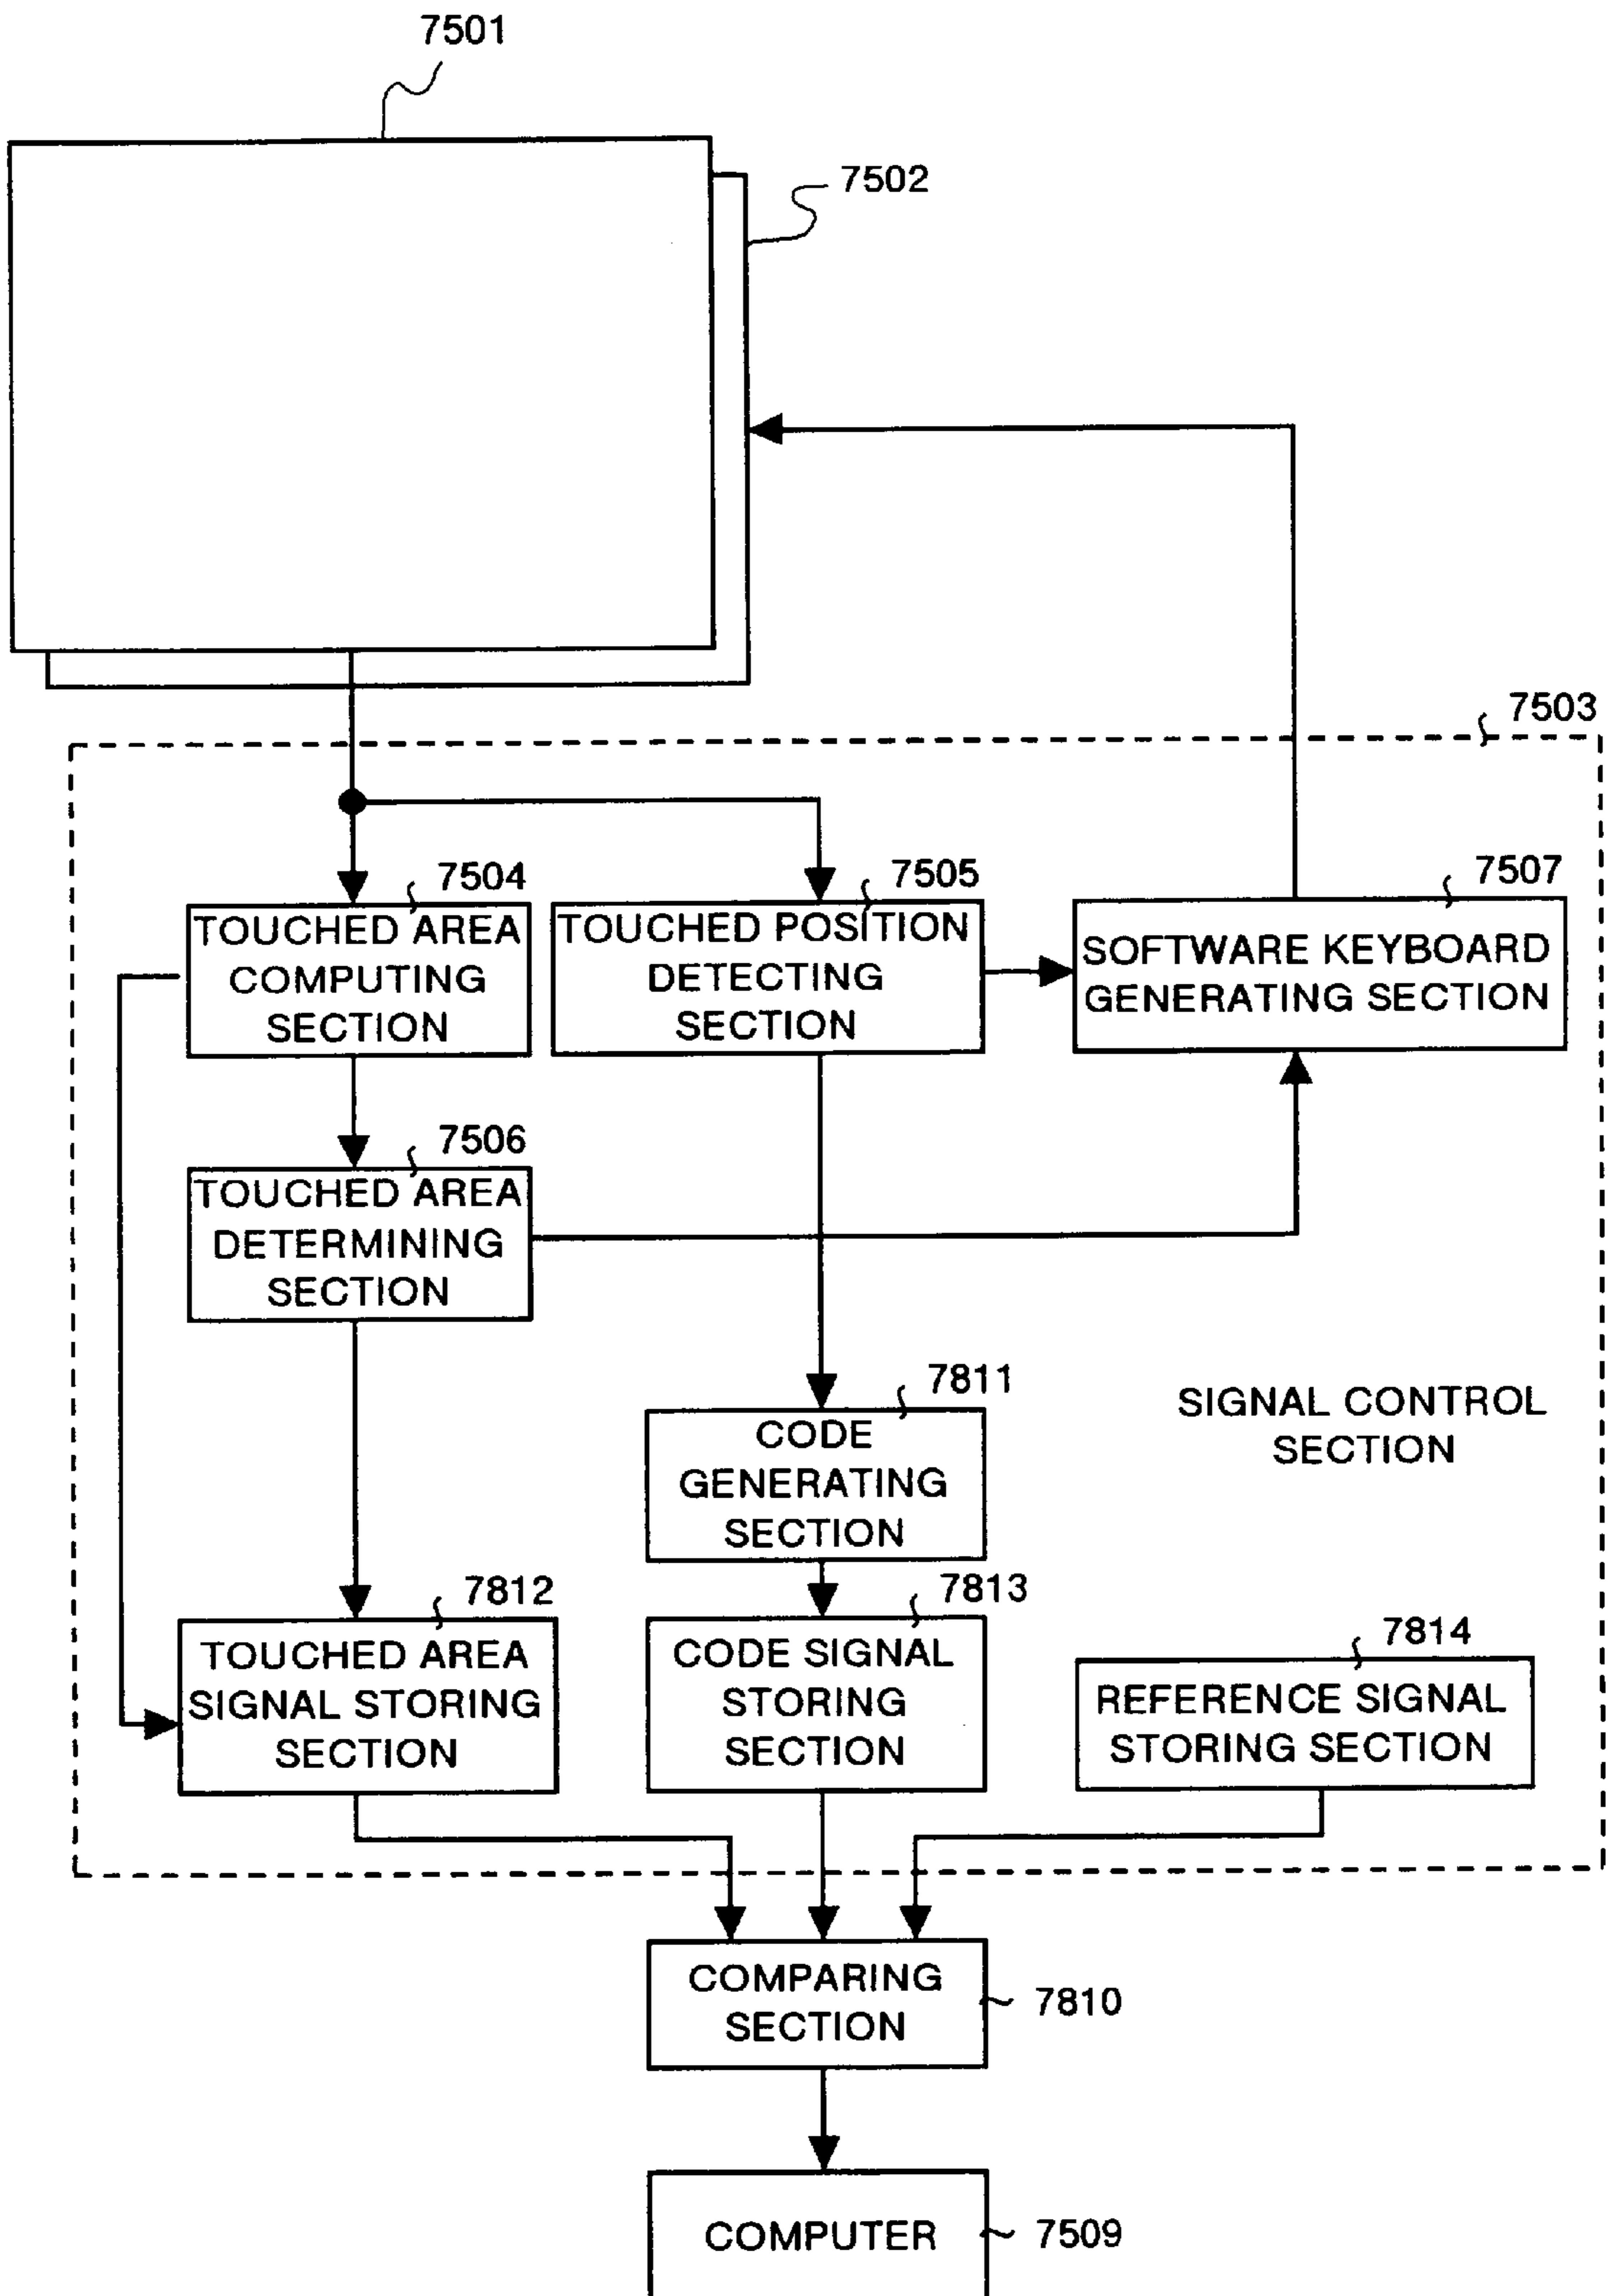 7501
7502
7503
7504
TOUCHED AREA
COMPUTING
SECTION
7505
TOUCHED POSITION
DETECTING
SECTION
7507
SOFTWARE KEYBOARD
GENERATING SECTION
7506
TOUCHED AREA
DETERMINING
SECTION
7811
CODE
GENERATING
SECTION
SIGNAL CONTROL
SECTION
7812
TOUCHED AREA
SIGNAL STORING
SECTION
7813
CODE SIGNAL
STORING
SECTION
7814
REFERENCE SIGNAL
STORING SECTION
COMPARING
SECTION
7810
COMPUTER
7509